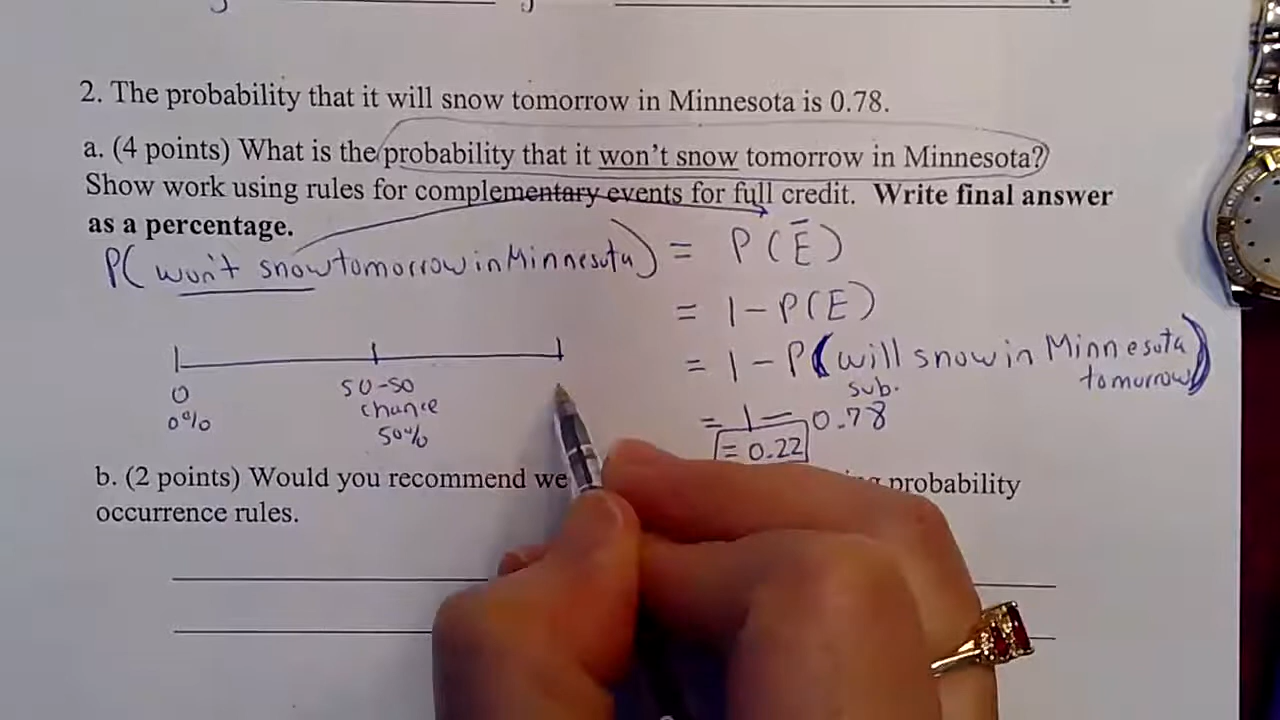 2. The probability that it will snow tomorrow in Minnesota is 0.78.
a. (4 points) What is the probability that it won't snow tomorrow in Minnesota?
Show work using rules for complementary events for full credit. Write final answer
as a percentage.
P(won't snow tomorrow in Minnesota) = P(Ē)
= 1-P(E)
= 1-P(will snow in Minnesota
tomorrow)
sub.
= 1-0.78
= 0.22
0
0%
50-50
chance
50%
b. (2 points) Would you recommend we probability
occurrence rules.